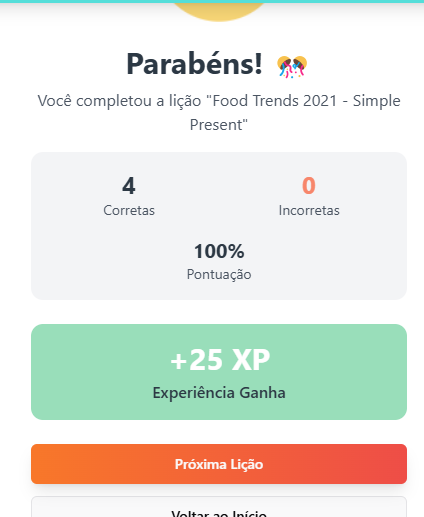 Parabéns! 🎊
Você completou a lição "Food Trends 2021 - Simple
Present"
4
Corretas
0
Incorretas
100%
Pontuação
+25 XP
Experiência Ganha
Próxima Lição
Voltar ao Início